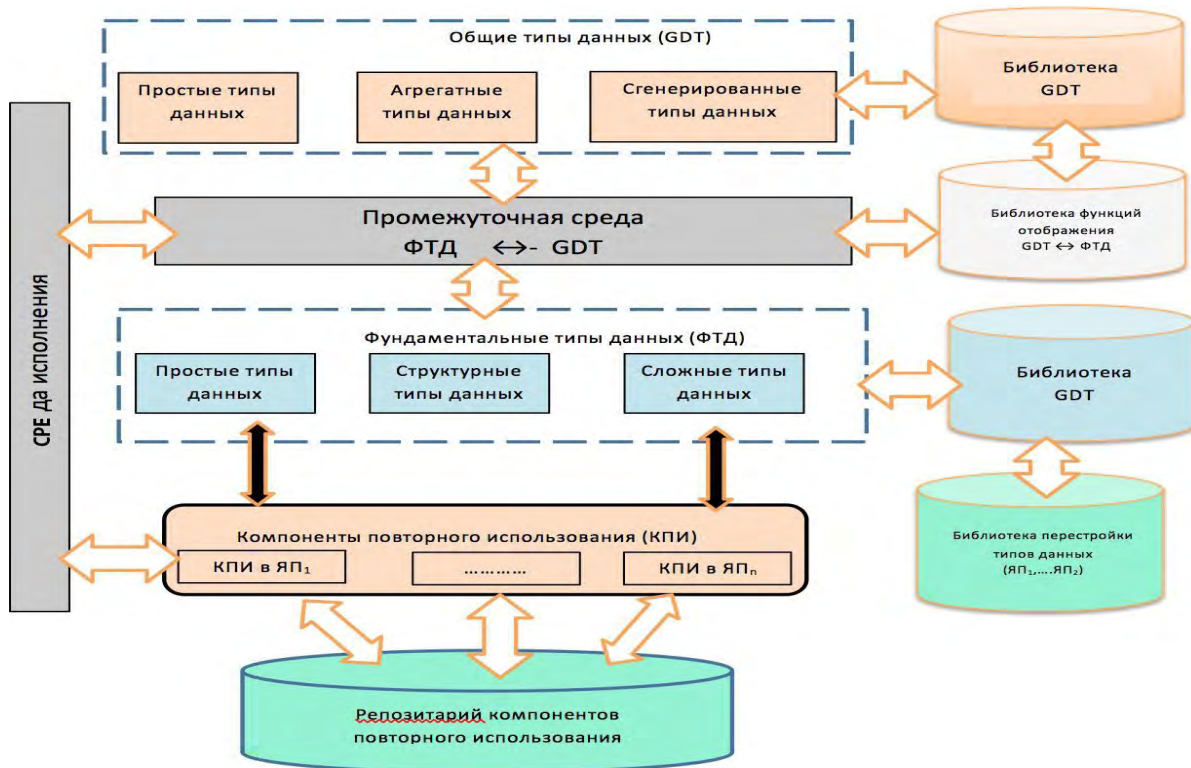 Общие типы данных (GDT)
Простые типы
данных
Агрегатные
типы данных
Сгенерированные
типы данных
Библиотека
GDT
Промежуточная среда
ФТД ↔- GDT
Библиотека функций
отображения
GDT ↔ ФТД
СРЕ да исполнения
Фундаментальные типы данных (ФТД)
Простые типы
данных
Структурные
типы данных
Сложные типы
данных
Библиотека
GDT
Компоненты повторного использования (КПИ)
КПИ в ЯП₁
............
КПИ в ЯПₙ
Библиотека перестройки
типов данных
(ЯП₁,....ЯП₂)
Репозитарий компонентов
повторного использования